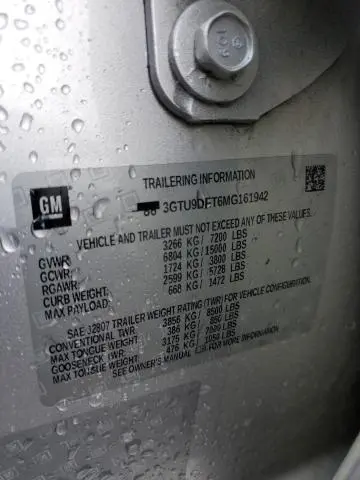 GM
TRAILERING INFORMATION
3GTU9DET6MG161942
VEHICLE AND TRAILER MUST NOT EXCEED ANY OF THESE VALUES.
GVWR: 3266 KG/ 7200 LBS
GCWR: 6804 KG/15000 LBS
RGAWR: 1724 KG/ 3800 LBS
CURB WEIGHT: 2599 KG/ 5728 LBS
MAX PAYLOAD: 668 KG/ 1472 LBS
SAE J2807 TRAILER WEIGHT RATING (TWR) FOR VEHICLE CONFIGURATION.
CONVENTIONAL TWR: 3856 KG/ 8500 LBS
MAX TONGUE WEIGHT: 386 KG/ 850 LBS
GOOSENECK TWR: 3175 KG/ LBS
MAX TONGUE WEIGHT: 476 KG/ 1050 LBS
SEE OWNER'S MANUAL FOR MORE INFORMATION.